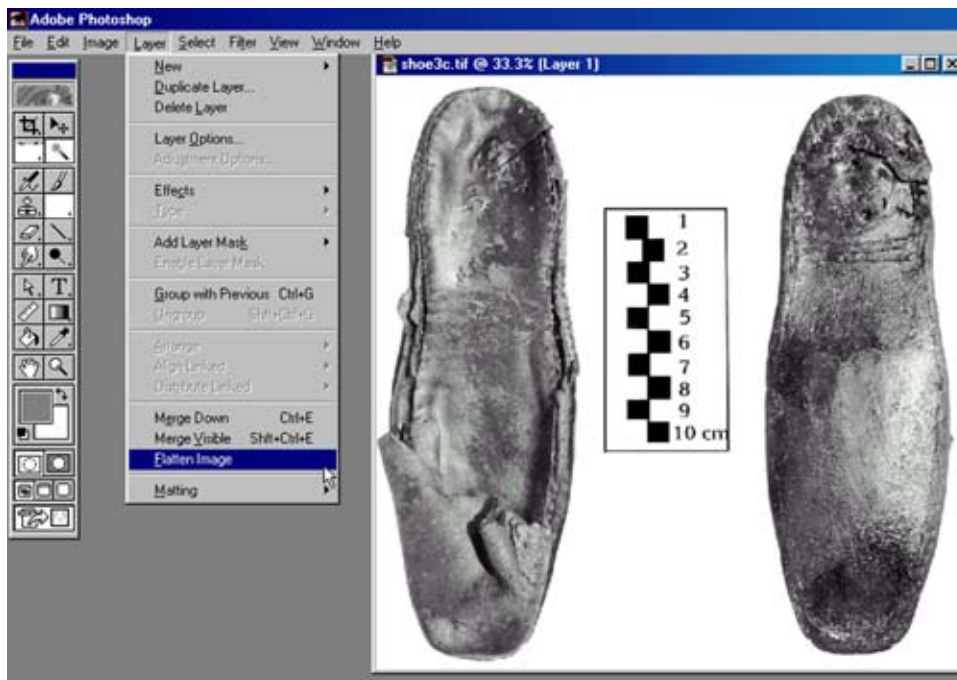 Adobe Photoshop
File Edit Image Layer Select Filter View Window Help
New
Duplicate Layer...
Delete Layer
Layer Options...
Adjustment Options...
Effects
Type
Add Layer Mask
Enable Layer Mask
Group with Previous Ctrl+G
Ungroup Shft+Ctrl+G
Arrange
Align Linked
Distribute Linked
Merge Down Ctrl+E
Merge Visible Shft+Ctrl+E
Flatten Image
Matting
T
shoe3c.tif @ 33.3% (Layer 1)
1
2
3
4
5
6
7
8
9
10 cm